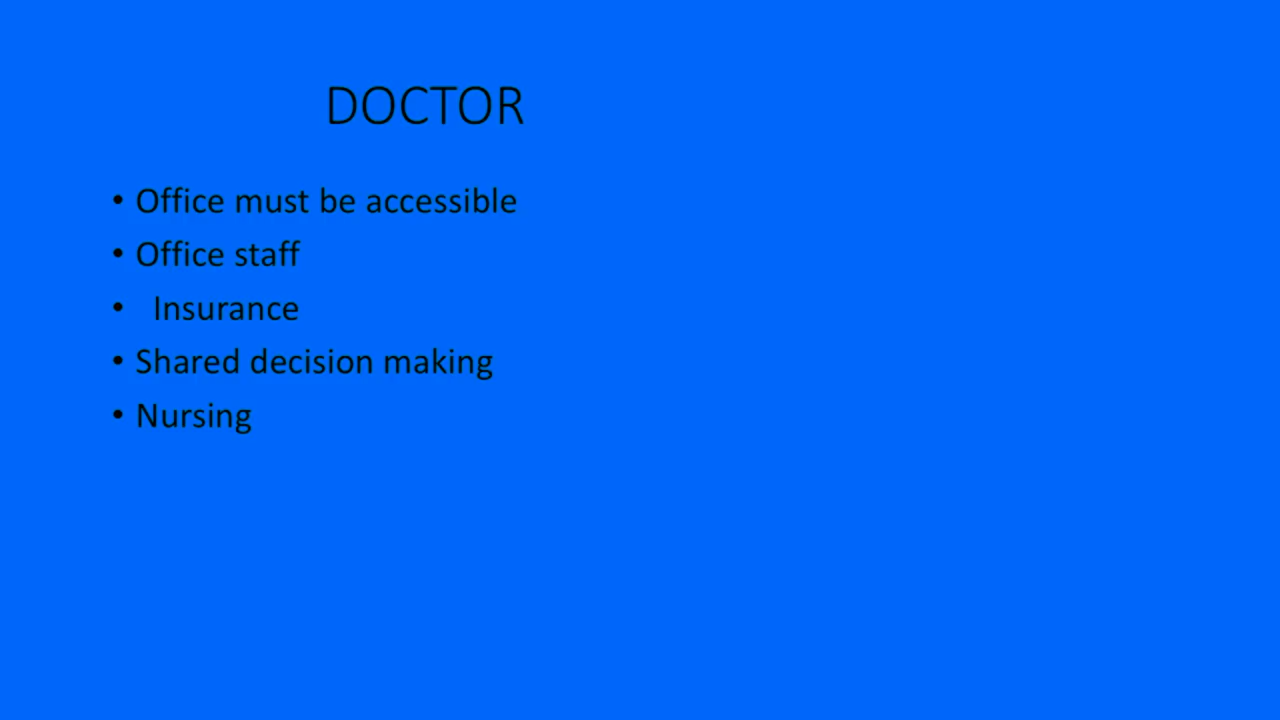 DOCTOR
• Office must be accessible
• Office staff
• Insurance
• Shared decision making
• Nursing